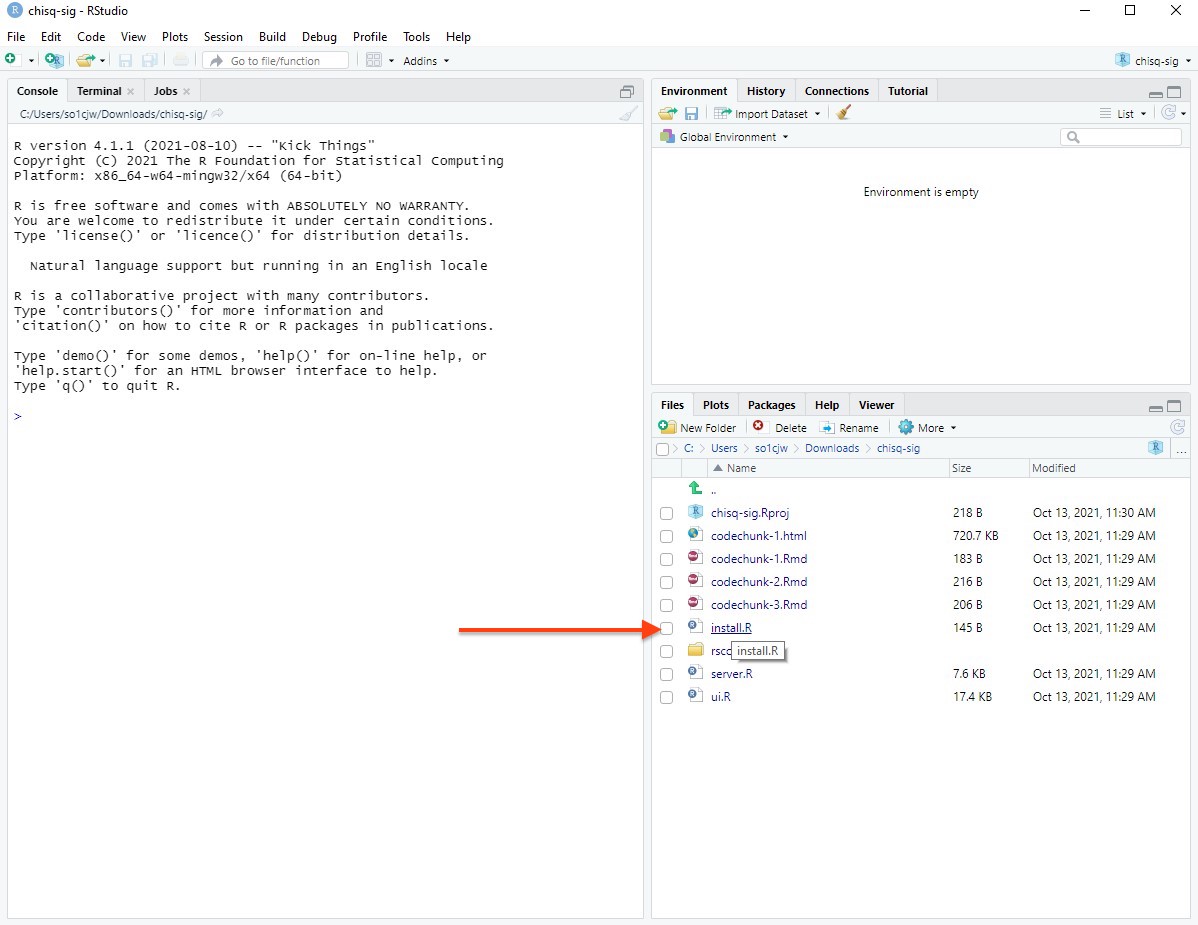 chisq-sig - RStudio
File Edit Code View Plots Session Build Debug Profile Tools Help
Go to file/function Addins chisq-sig
Console Terminal Jobs
C:/Users/so1cjw/Downloads/chisq-sig/
R version 4.1.1 (2021-08-10) -- "Kick Things"
Copyright (C) 2021 The R Foundation for Statistical Computing
Platform: x86_64-w64-mingw32/x64 (64-bit)
R is free software and comes with ABSOLUTELY NO WARRANTY.
You are welcome to redistribute it under certain conditions.
Type 'license()' or 'licence()' for distribution details.
Natural language support but running in an English locale
R is a collaborative project with many contributors.
Type 'contributors()' for more information and
'citation()' on how to cite R or R packages in publications.
Type 'demo()' for some demos, 'help()' for on-line help, or
'help.start()' for an HTML browser interface to help.
Type 'q()' to quit R.
>
Environment History Connections Tutorial
Import Dataset List
Global Environment
Environment is empty
Files Plots Packages Help Viewer
New Folder Delete Rename More
C: Users so1cjw Downloads chisq-sig ...
Name Size Modified
..
chisq-sig.Rproj 218 B Oct 13, 2021, 11:30 AM
codechunk-1.html 720.7 KB Oct 13, 2021, 11:29 AM
codechunk-1.Rmd 183 B Oct 13, 2021, 11:29 AM
codechunk-2.Rmd 216 B Oct 13, 2021, 11:29 AM
codechunk-3.Rmd 206 B Oct 13, 2021, 11:29 AM
install.R 145 B Oct 13, 2021, 11:29 AM
install.R
server.R 7.6 KB Oct 13, 2021, 11:29 AM
ui.R 17.4 KB Oct 13, 2021, 11:29 AM